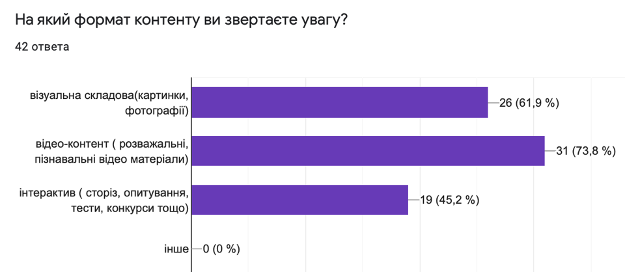 На який формат контенту ви звертаєте увагу?
42 ответа
візуальна складова(картинки,
фотографії)
26 (61,9 %)
відео-контент ( розважальні,
пізнавальні відео матеріали)
31 (73,8 %)
інтерактив ( сторіз, опитування,
тести, конкурси тощо)
19 (45,2 %)
інше
0 (0 %)